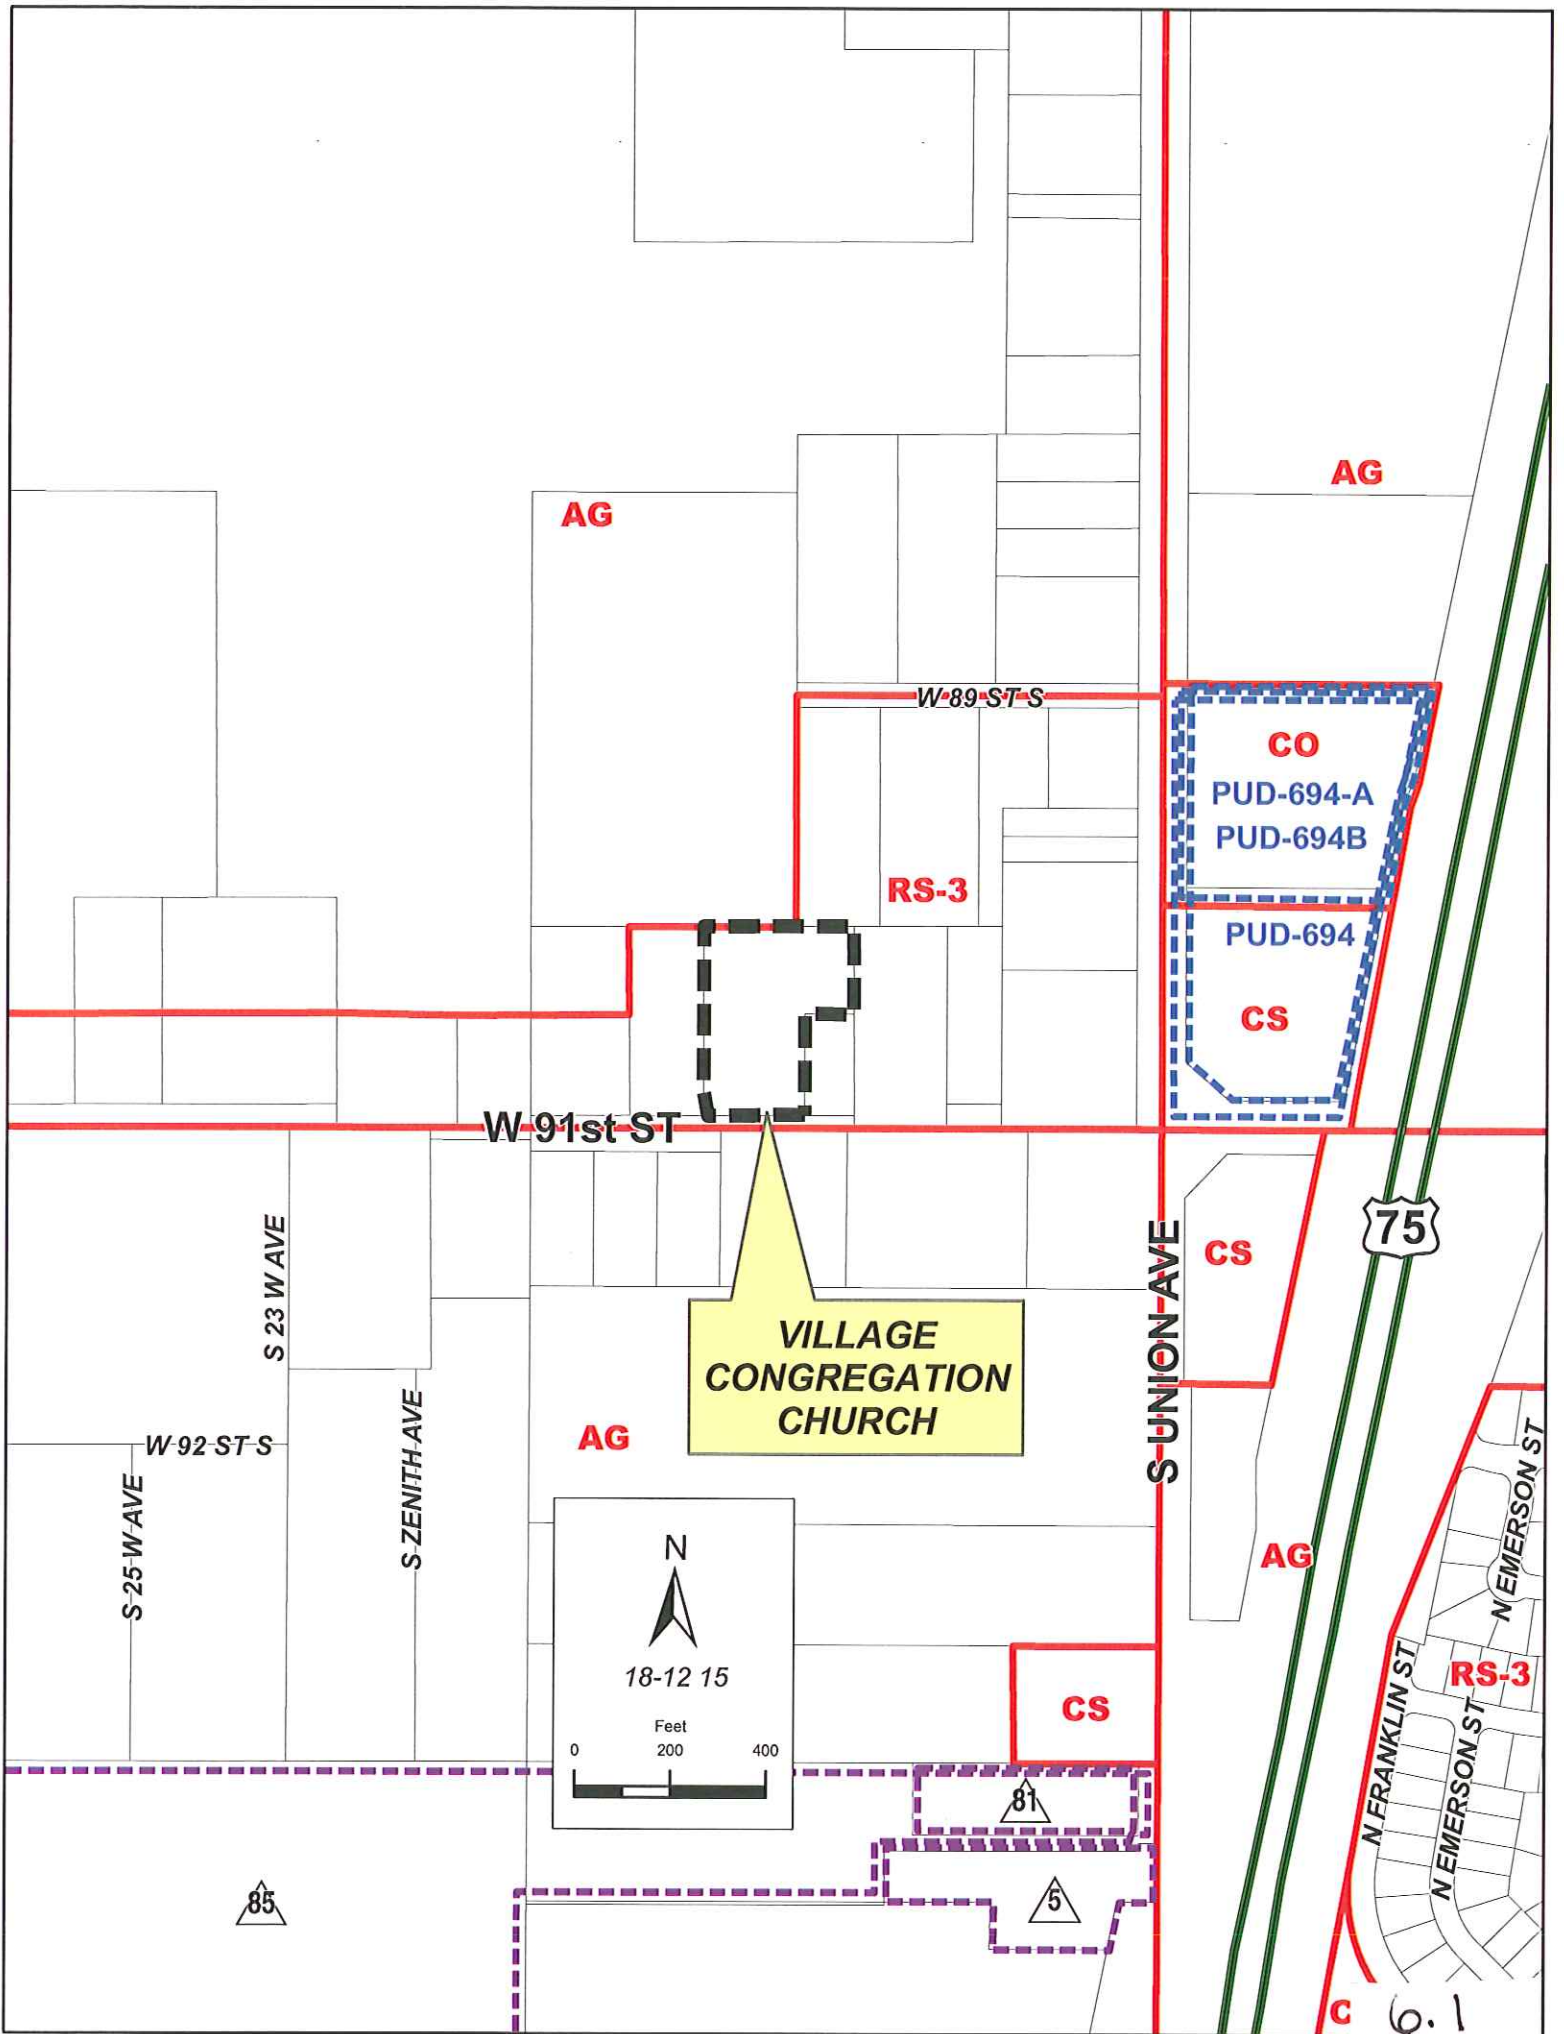 AG
AG
W 89 ST S
CO
PUD-694-A
PUD-694B
RS-3
PUD-694
CS
W 91st ST
75
S 23 W AVE
S UNION AVE
CS
VILLAGE
CONGREGATION
CHURCH
S ZENITH AVE
AG
W 92 ST S
S 25 W AVE
N EMERSON ST
N
AG
18-12 15
RS-3
CS
N FRANKLIN ST
Feet
0 200 400
N EMERSON ST
81
85
5
C
6.1